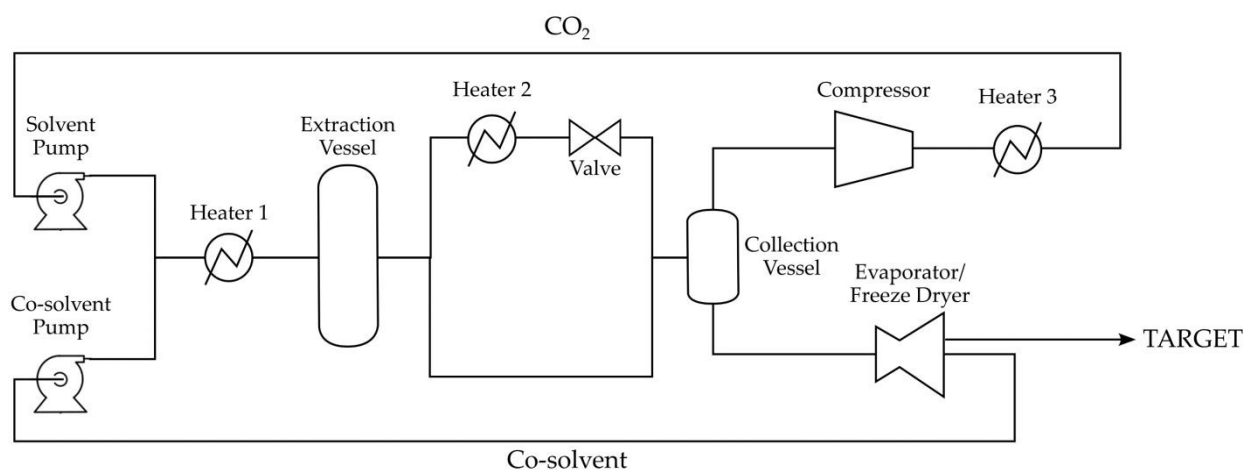 CO₂
Solvent
Pump
Heater 1
Extraction
Vessel
Heater 2
Valve
Compressor
Heater 3
Co-solvent
Pump
Collection
Vessel
Evaporator/
Freeze Dryer
TARGET
Co-solvent